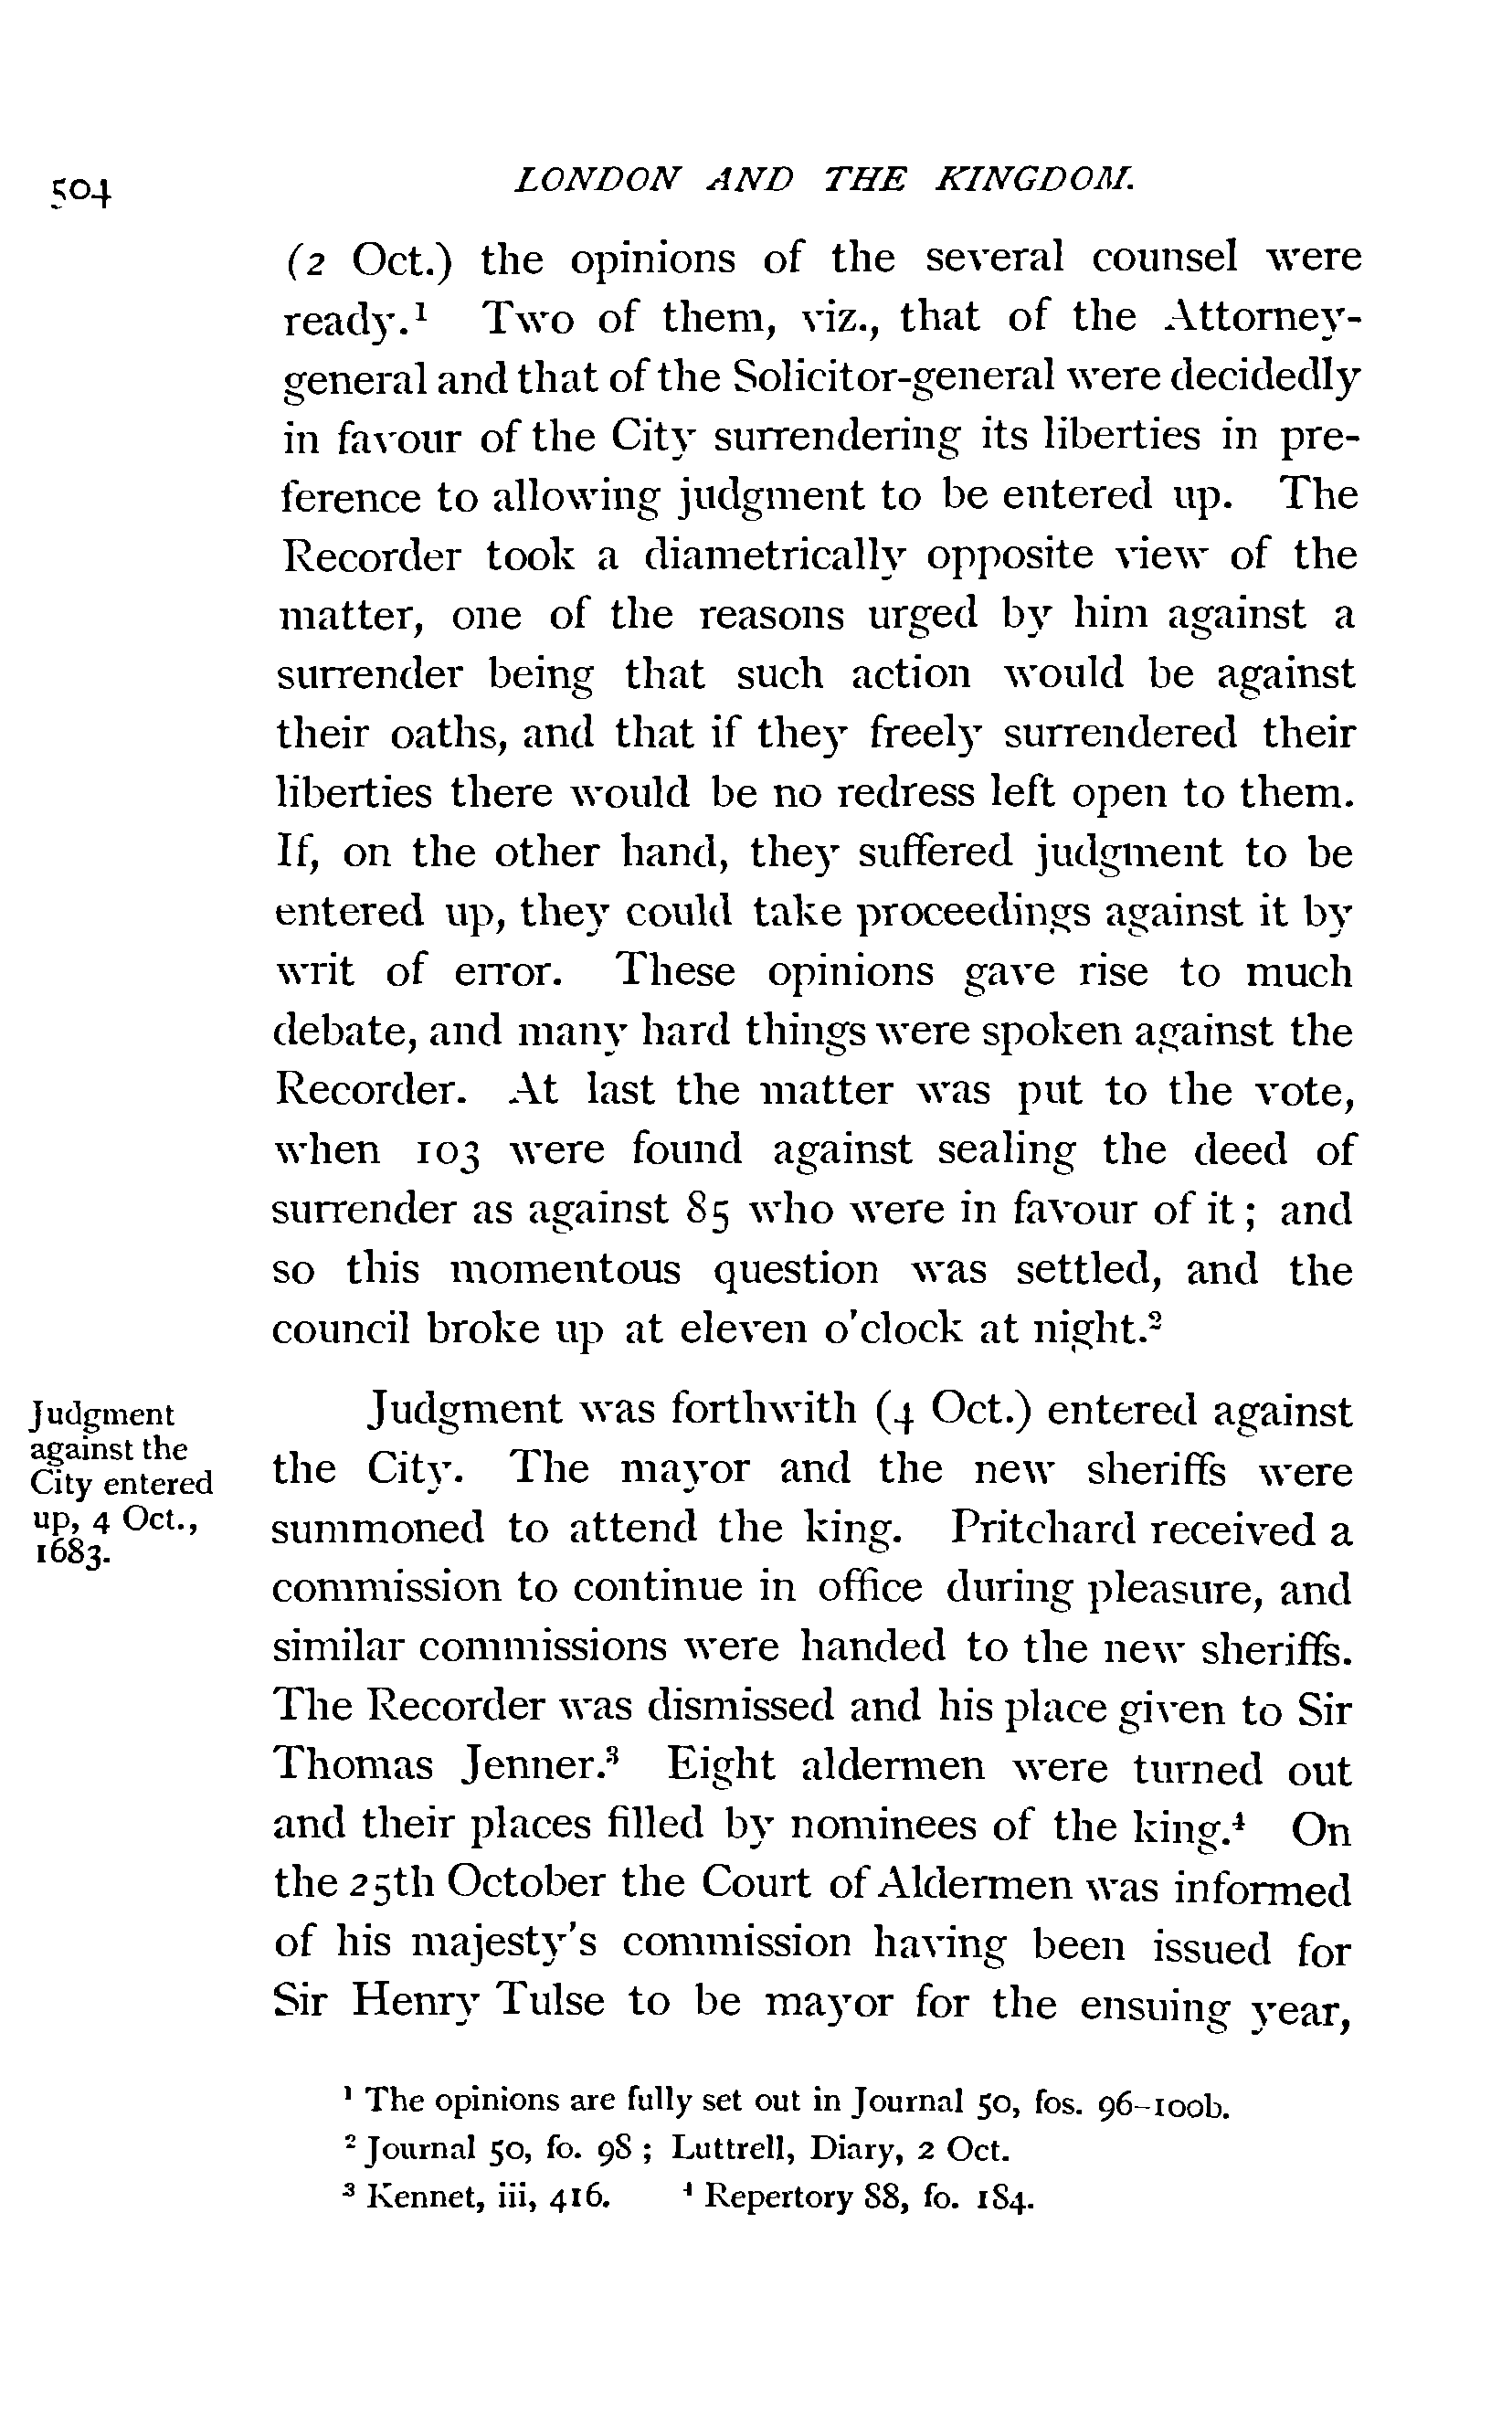 504
LONDON AND THE KINGDOM.
(2 Oct.) the opinions of the several counsel were
ready.¹ Two of them, viz., that of the Attorney-
general and that of the Solicitor-general were decidedly
in favour of the City surrendering its liberties in pre-
ference to allowing judgment to be entered up. The
Recorder took a diametrically opposite view of the
matter, one of the reasons urged by him against a
surrender being that such action would be against
their oaths, and that if they freely surrendered their
liberties there would be no redress left open to them.
If, on the other hand, they suffered judgment to be
entered up, they could take proceedings against it by
writ of error. These opinions gave rise to much
debate, and many hard things were spoken against the
Recorder. At last the matter was put to the vote,
when 103 were found against sealing the deed of
surrender as against 85 who were in favour of it; and
so this momentous question was settled, and the
council broke up at eleven o'clock at night.²
Judgment
against the
City entered
up, 4 Oct.,
1683.
Judgment was forthwith (4 Oct.) entered against
the City. The mayor and the new sheriffs were
summoned to attend the king. Pritchard received a
commission to continue in office during pleasure, and
similar commissions were handed to the new sheriffs.
The Recorder was dismissed and his place given to Sir
Thomas Jenner.³ Eight aldermen were turned out
and their places filled by nominees of the king.⁴ On
the 25th October the Court of Aldermen was informed
of his majesty's commission having been issued for
Sir Henry Tulse to be mayor for the ensuing year,
¹ The opinions are fully set out in Journal 50, fos. 96–100b.
² Journal 50, fo. 98; Luttrell, Diary, 2 Oct.
³ Kennet, iii, 416. ⁴ Repertory 88, fo. 184.